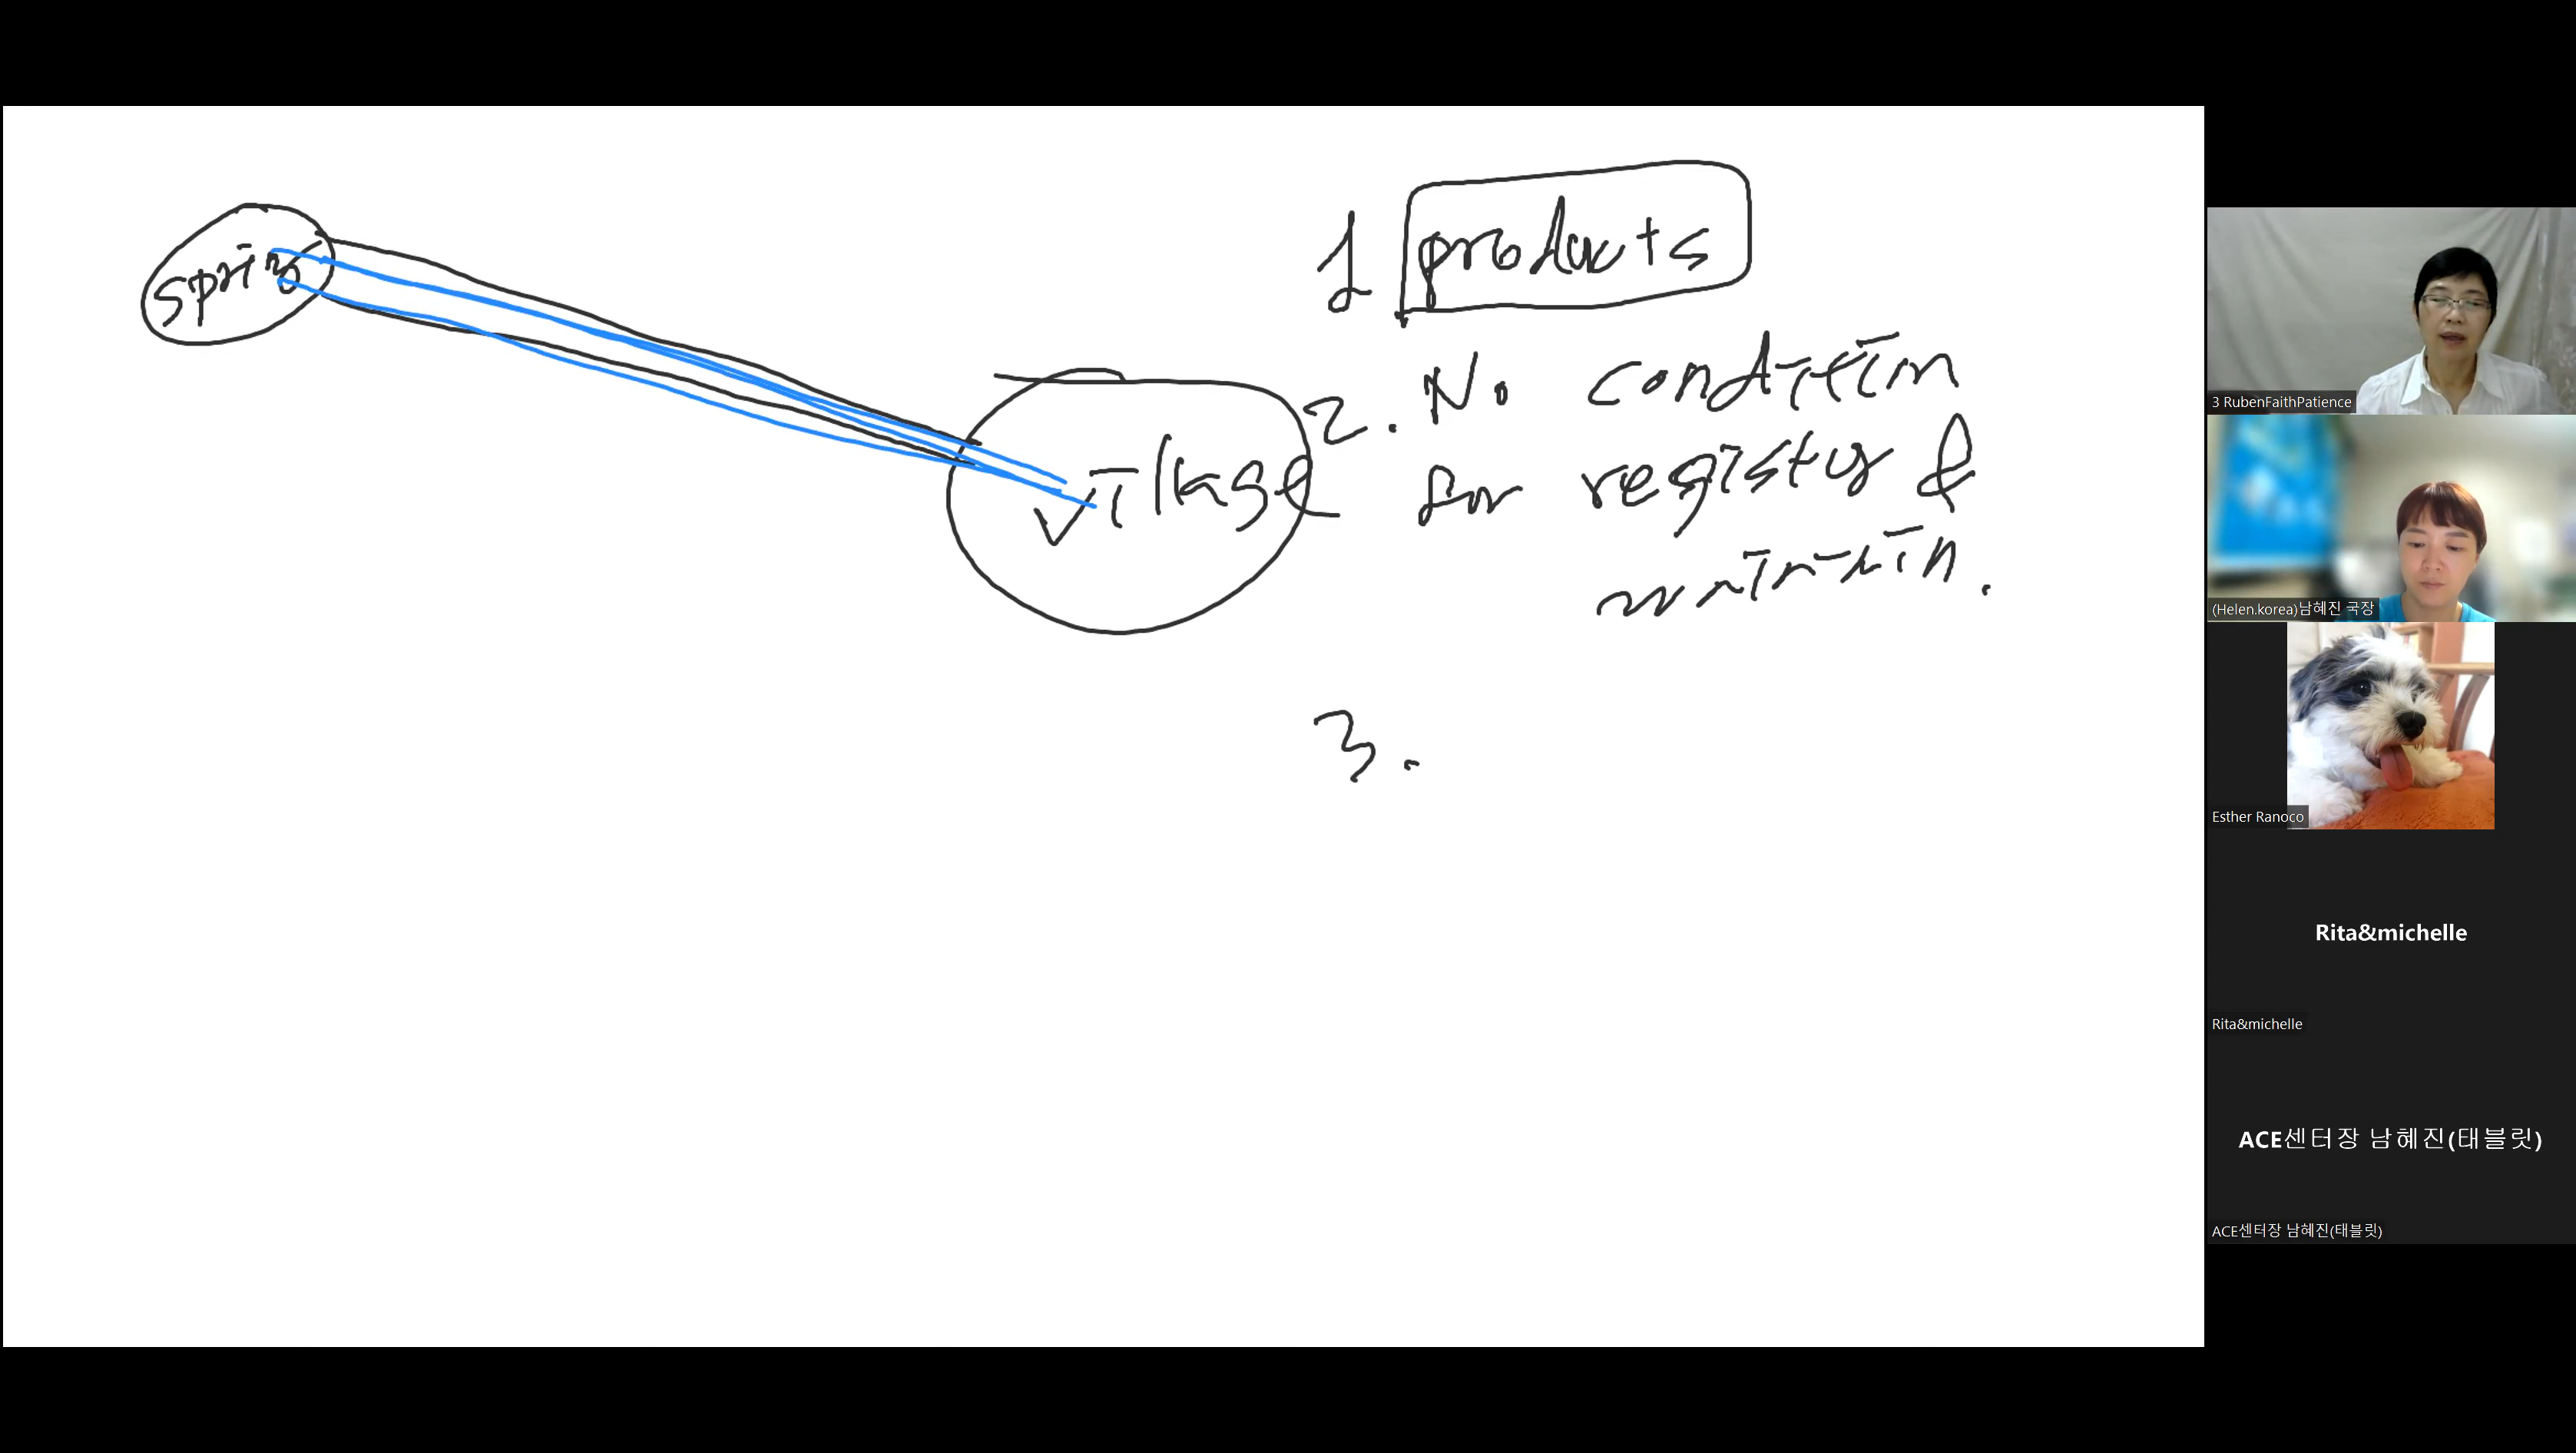 spring
1 products
2. No condition
for registry &
3.
3 RubenFaithPatience
(Helen.korea)남혜진 국장
Esther Ranoco
Rita&michelle
Rita&michelle
ACE센터장 남혜진(태블릿)
ACE센터장 남혜진(태블릿)